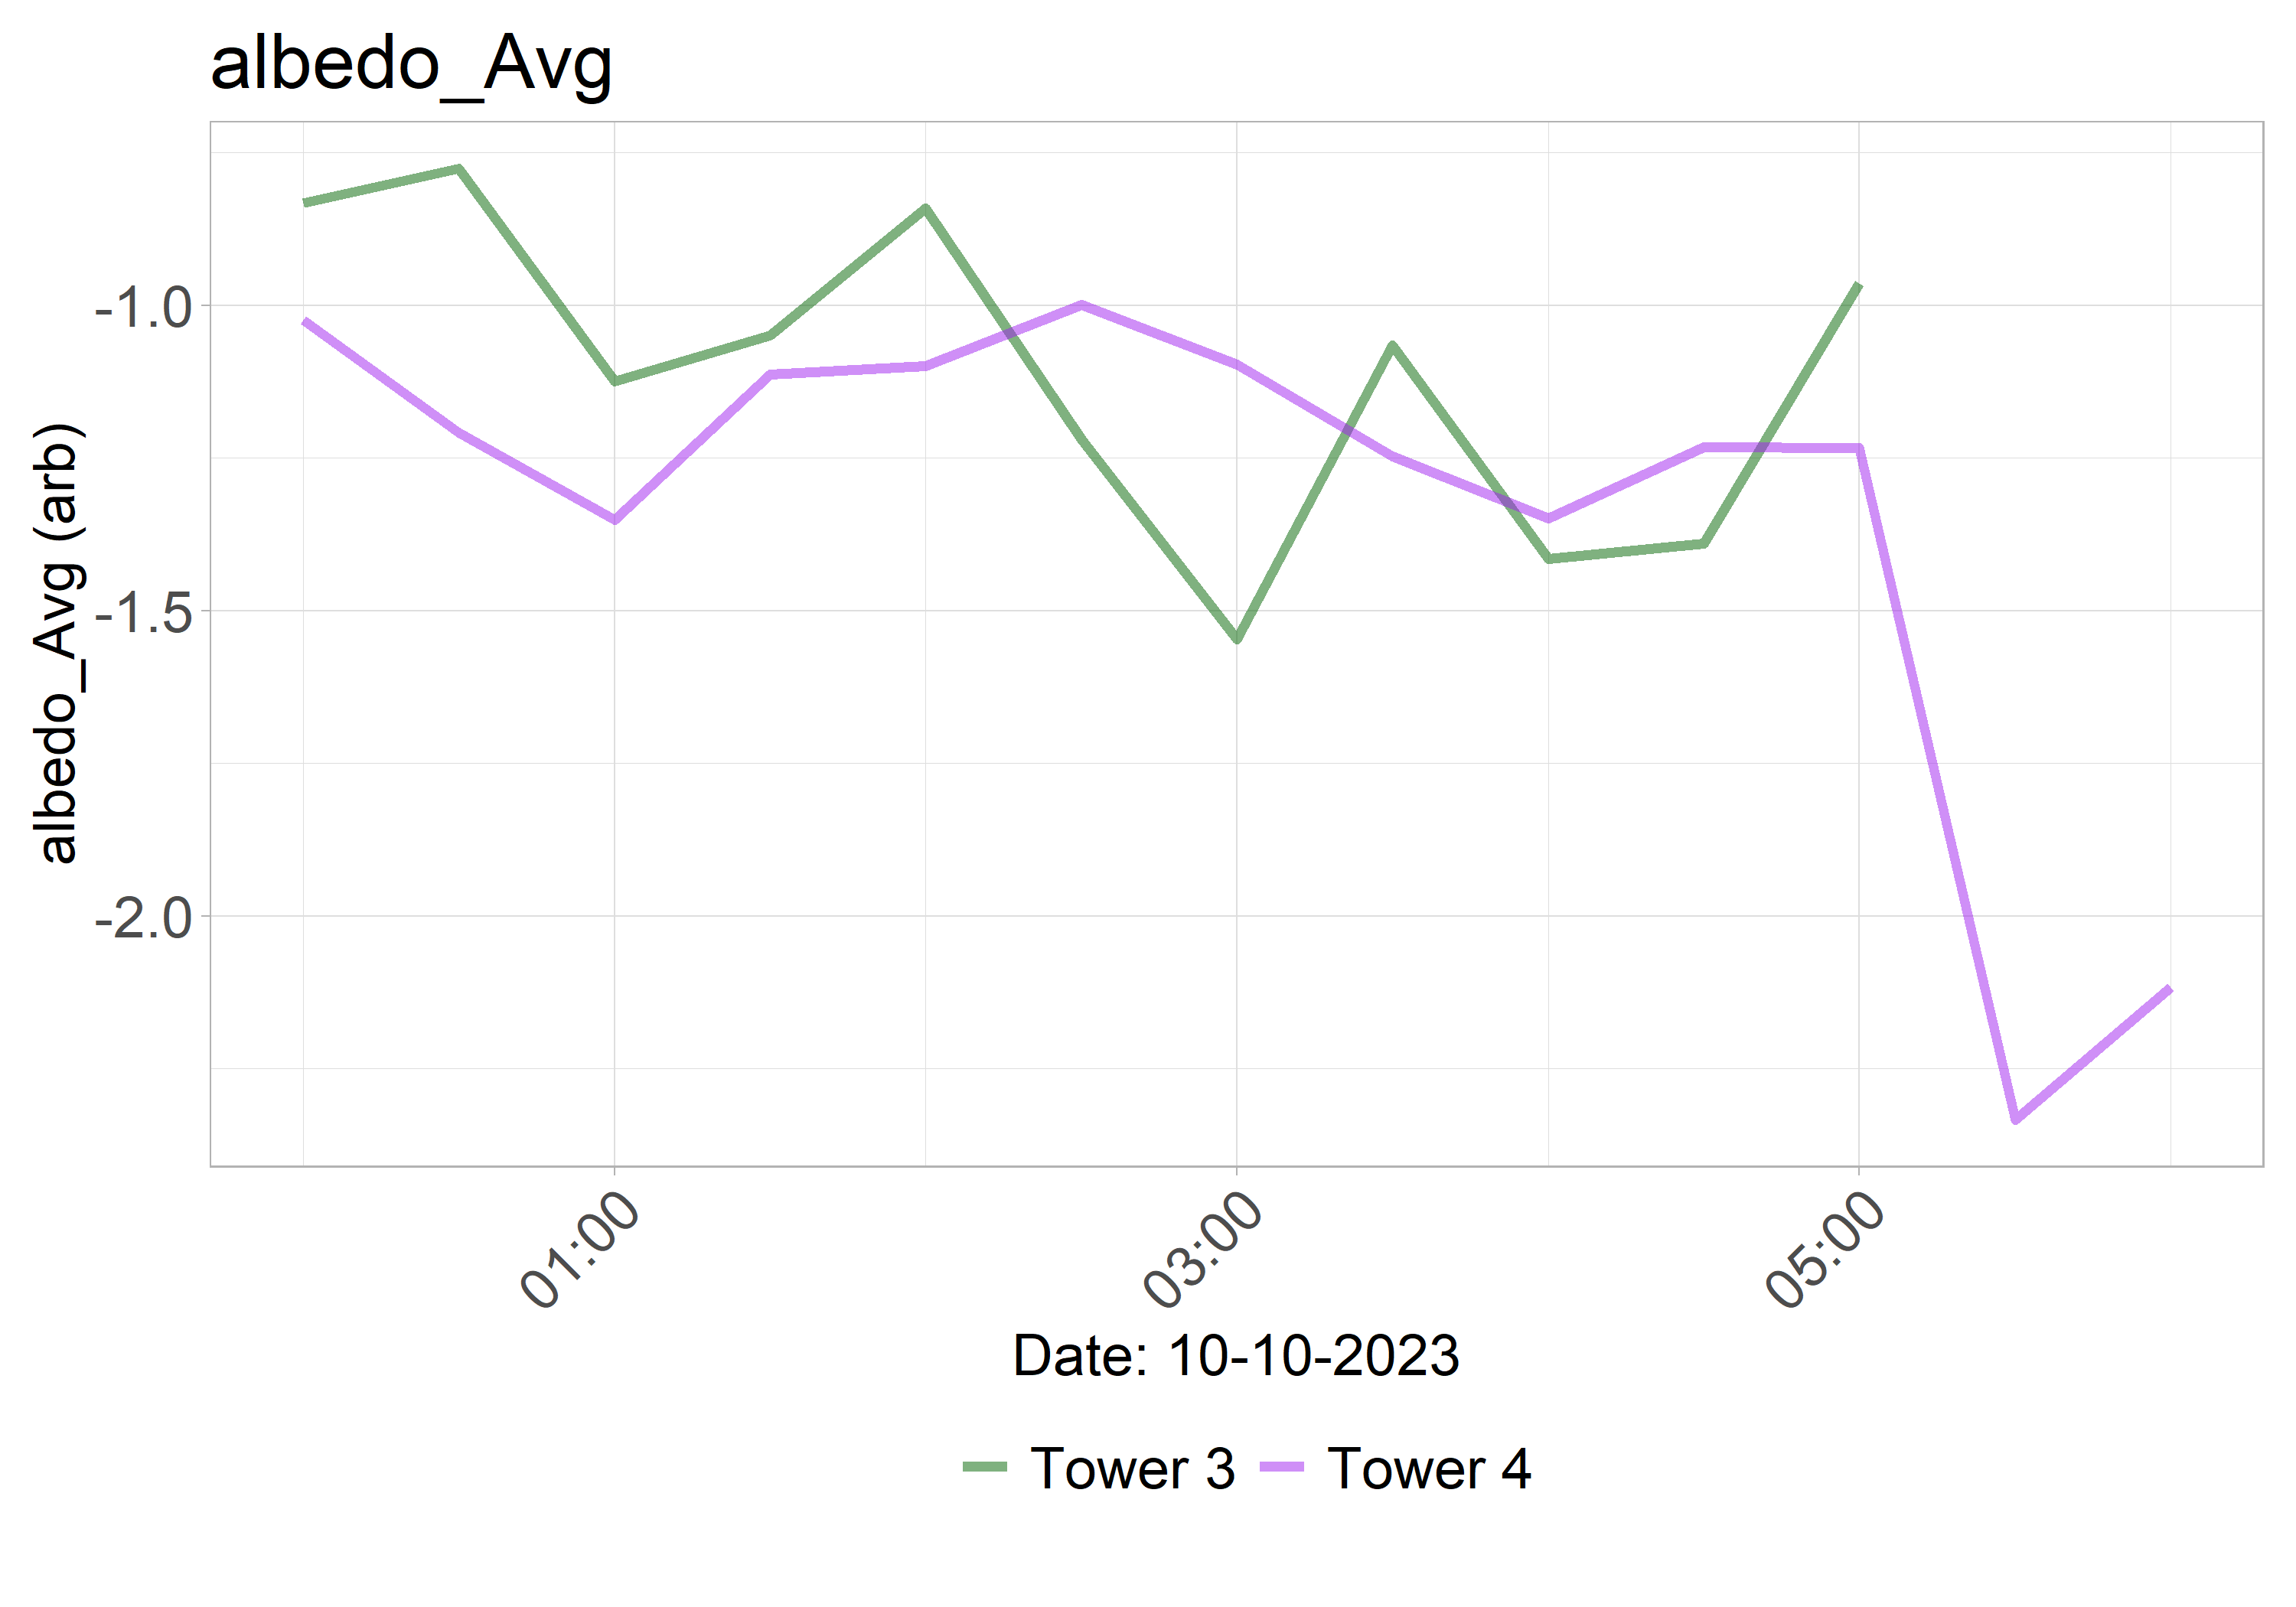 albedo_Avg
albedo_Avg (arb)
-1.0
-1.5
-2.0
01:00
03:00
05:00
Date: 10-10-2023
Tower 3
Tower 4